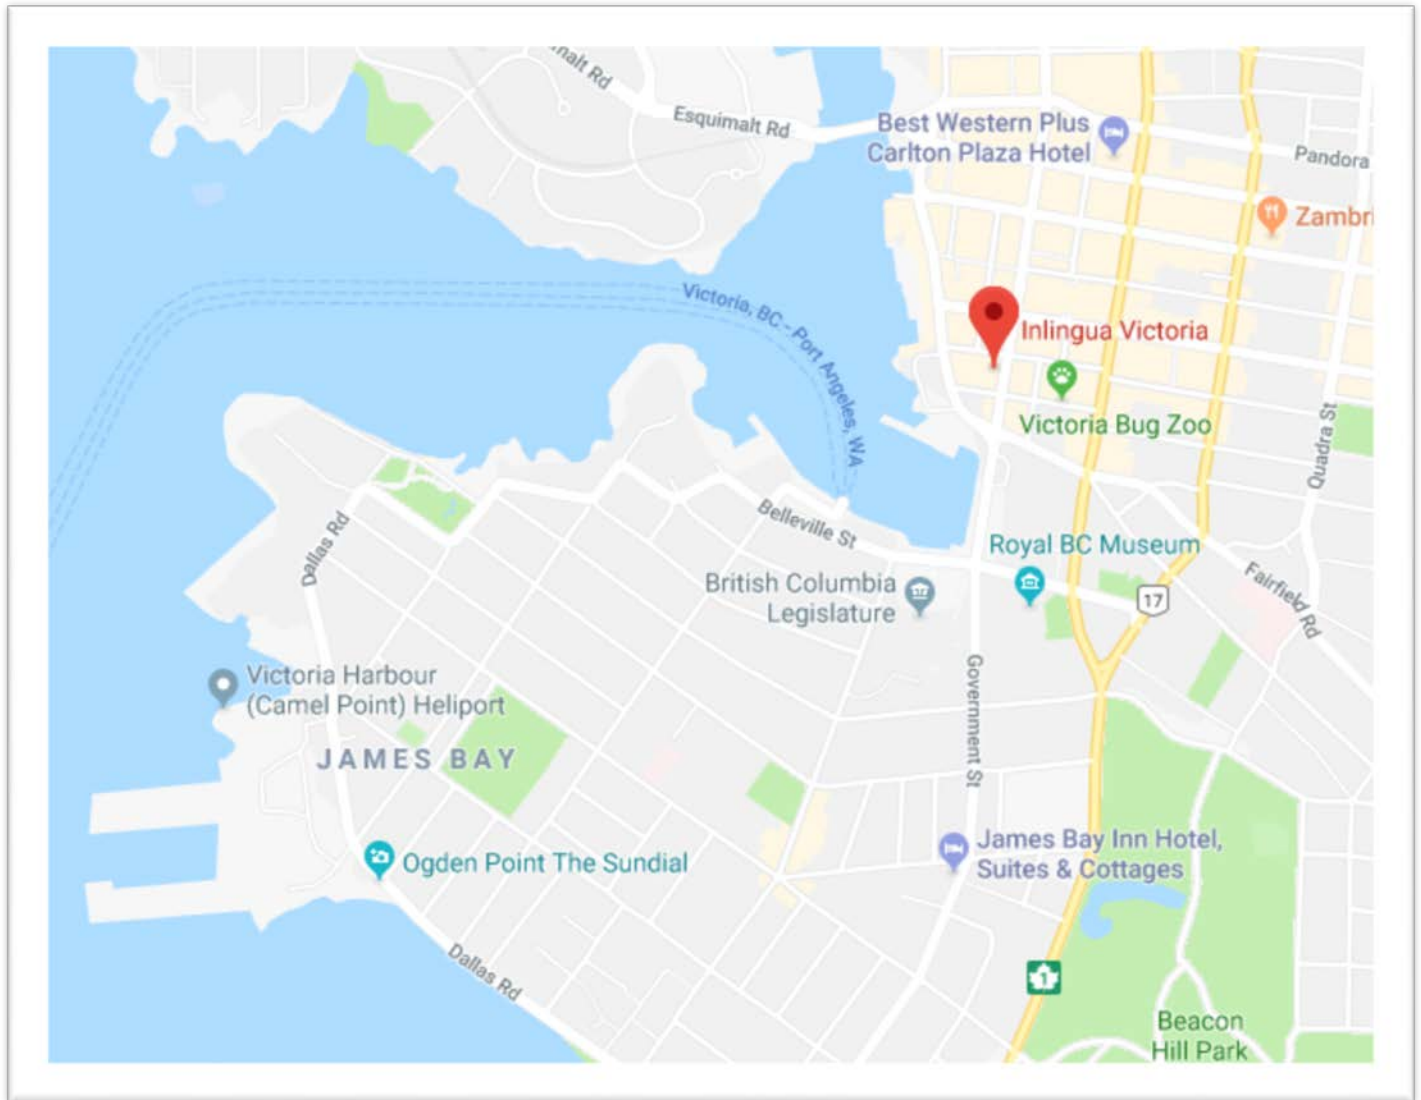 malt Rd
Esquimalt Rd
Best Western Plus
Carlton Plaza Hotel
Pandora
Zambri
Victoria, BC - Port Angeles, WA
Inlingua Victoria
Victoria Bug Zoo
Quadra St
Belleville St
Dallas Rd
Royal BC Museum
British Columbia
Legislature
17
Fairfield Rd
Victoria Harbour
(Camel Point) Heliport
Government St
JAMES BAY
James Bay Inn Hotel,
Suites & Cottages
Ogden Point The Sundial
Dallas Rd
1
Beacon
Hill Park